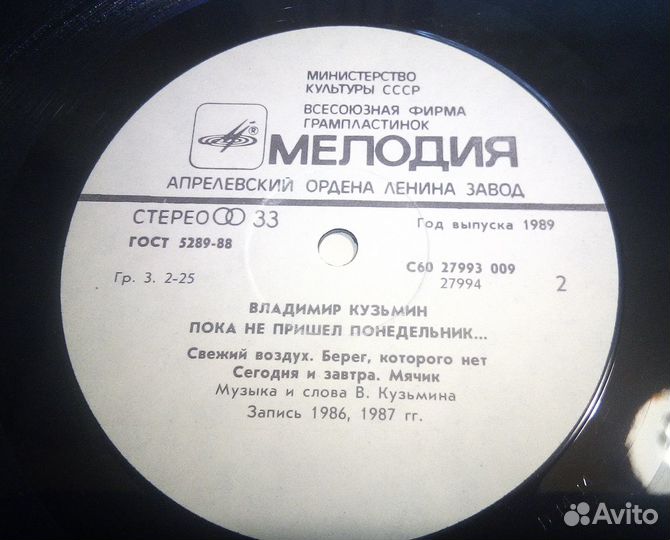 МИНИСТЕРСТВО
КУЛЬТУРЫ СССР
ВСЕСОЮЗНАЯ ФИРМА
ГРАМПЛАСТИНОК
®
МЕЛОДИЯ
АПРЕЛЕВСКИЙ ОРДЕНА ЛЕНИНА ЗАВОД
СТЕРЕО 33
Год выпуска 1989
ГОСТ 5289-88
Гр. 3. 2-25
С60 27993 009
27994
2
ВЛАДИМИР КУЗЬМИН
ПОКА НЕ ПРИШЕЛ ПОНЕДЕЛЬНИК...
Свежий воздух. Берег, которого нет
Сегодня и завтра. Мячик
Музыка и слова В. Кузьмина
Запись 1986, 1987 гг.
Avito